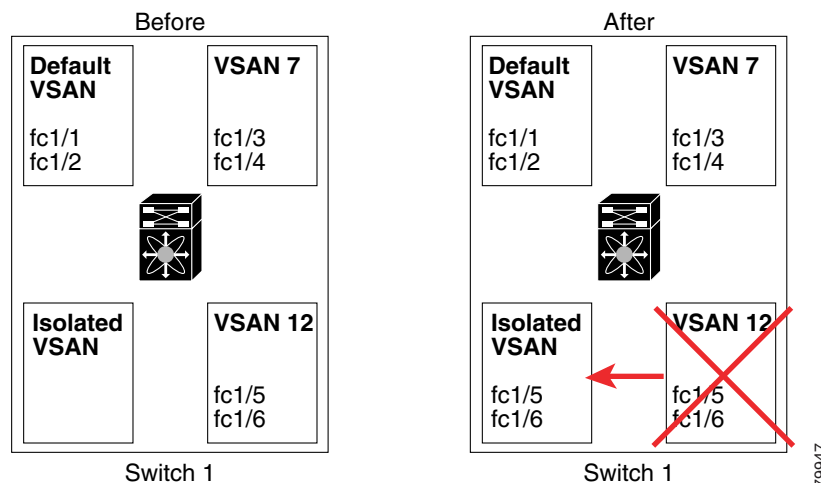 Before
Default
VSAN
fc1/1
fc1/2
VSAN 7
fc1/3
fc1/4
Isolated
VSAN
VSAN 12
fc1/5
fc1/6
Switch 1
After
Default
VSAN
fc1/1
fc1/2
VSAN 7
fc1/3
fc1/4
Isolated
VSAN
fc1/5
fc1/6
VSAN 12
fc1/5
fc1/6
Switch 1
79947